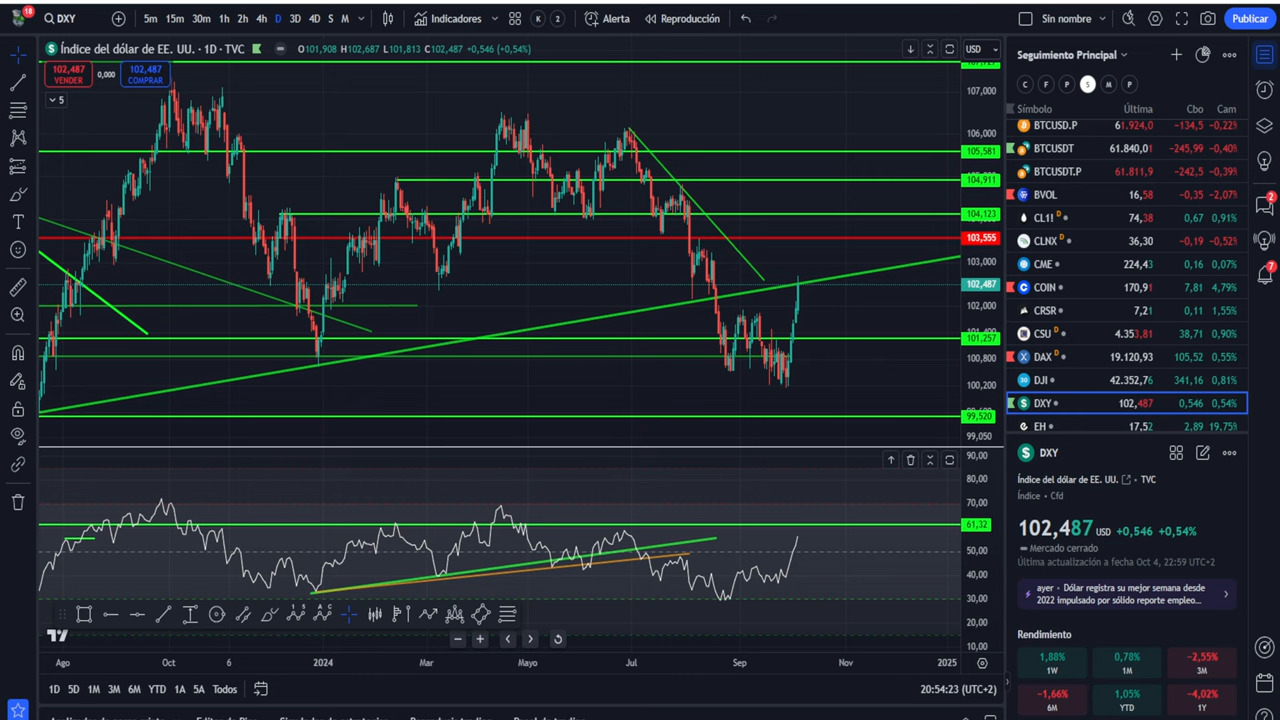 18
DXY
5m 15m 30m 1h 2h 4h D 3D 4D S M
Indicadores
K 2
Alerta
Reproducción
Sin nombre
Publicar
Índice del dólar de EE. UU. · 1D · TVC
O101,908 H102,687 L101,813 C102,487 +0,546 (+0,54%)
USD
102,487
VENDER
0,000
102,487
COMPRAR
5
107,000
106,000
105,581
104,911
104,123
103,555
103,000
102,487
102,000
101,257
100,800
100,200
99,520
99,050
90,00
80,00
70,00
61,32
50,00
40,00
30,00
20,00
10,00
Ago Oct 6 2024 Mar Mayo Jul Sep Nov 2025
1D 5D 1M 3M 6M YTD 1A 5A Todos
20:54:23 (UTC+2)
Seguimiento Principal
C F P S M P
Símbolo Última Cbo Cam
BTCUSD.P 61.924,0 −134,5 −0,22%
BTCUSDT 61.840,01 −245,99 −0,40%
BTCUSDT.P 61.811,9 −242,5 −0,39%
BVOL 16,58 −0,35 −2,07%
CL1! D 74,38 0,67 0,91%
CLNX D 36,30 −0,19 −0,52%
CME 224,43 0,16 0,07%
COIN 170,91 7,81 4,79%
CRSR 7,21 0,11 1,55%
CSU D 4.353,81 38,71 0,90%
DAX D 19.120,93 105,52 0,55%
DJI 42.352,76 341,16 0,81%
DXY 102,487 0,546 0,54%
EH 17,52 2,89 19,75%
2
7
DXY
Índice del dólar de EE. UU. • TVC
Índice • Cfd
102,487 USD +0,546 +0,54%
Mercado cerrado
Última actualización a fecha Oct 4, 22:59 UTC+2
ayer • Dólar registra su mejor semana desde
2022 impulsado por sólido reporte empleo...
Rendimiento
1,88% 0,78% −2,55%
1W 1M 3M
−1,66% 1,05% −4,02%
6M YTD 1Y